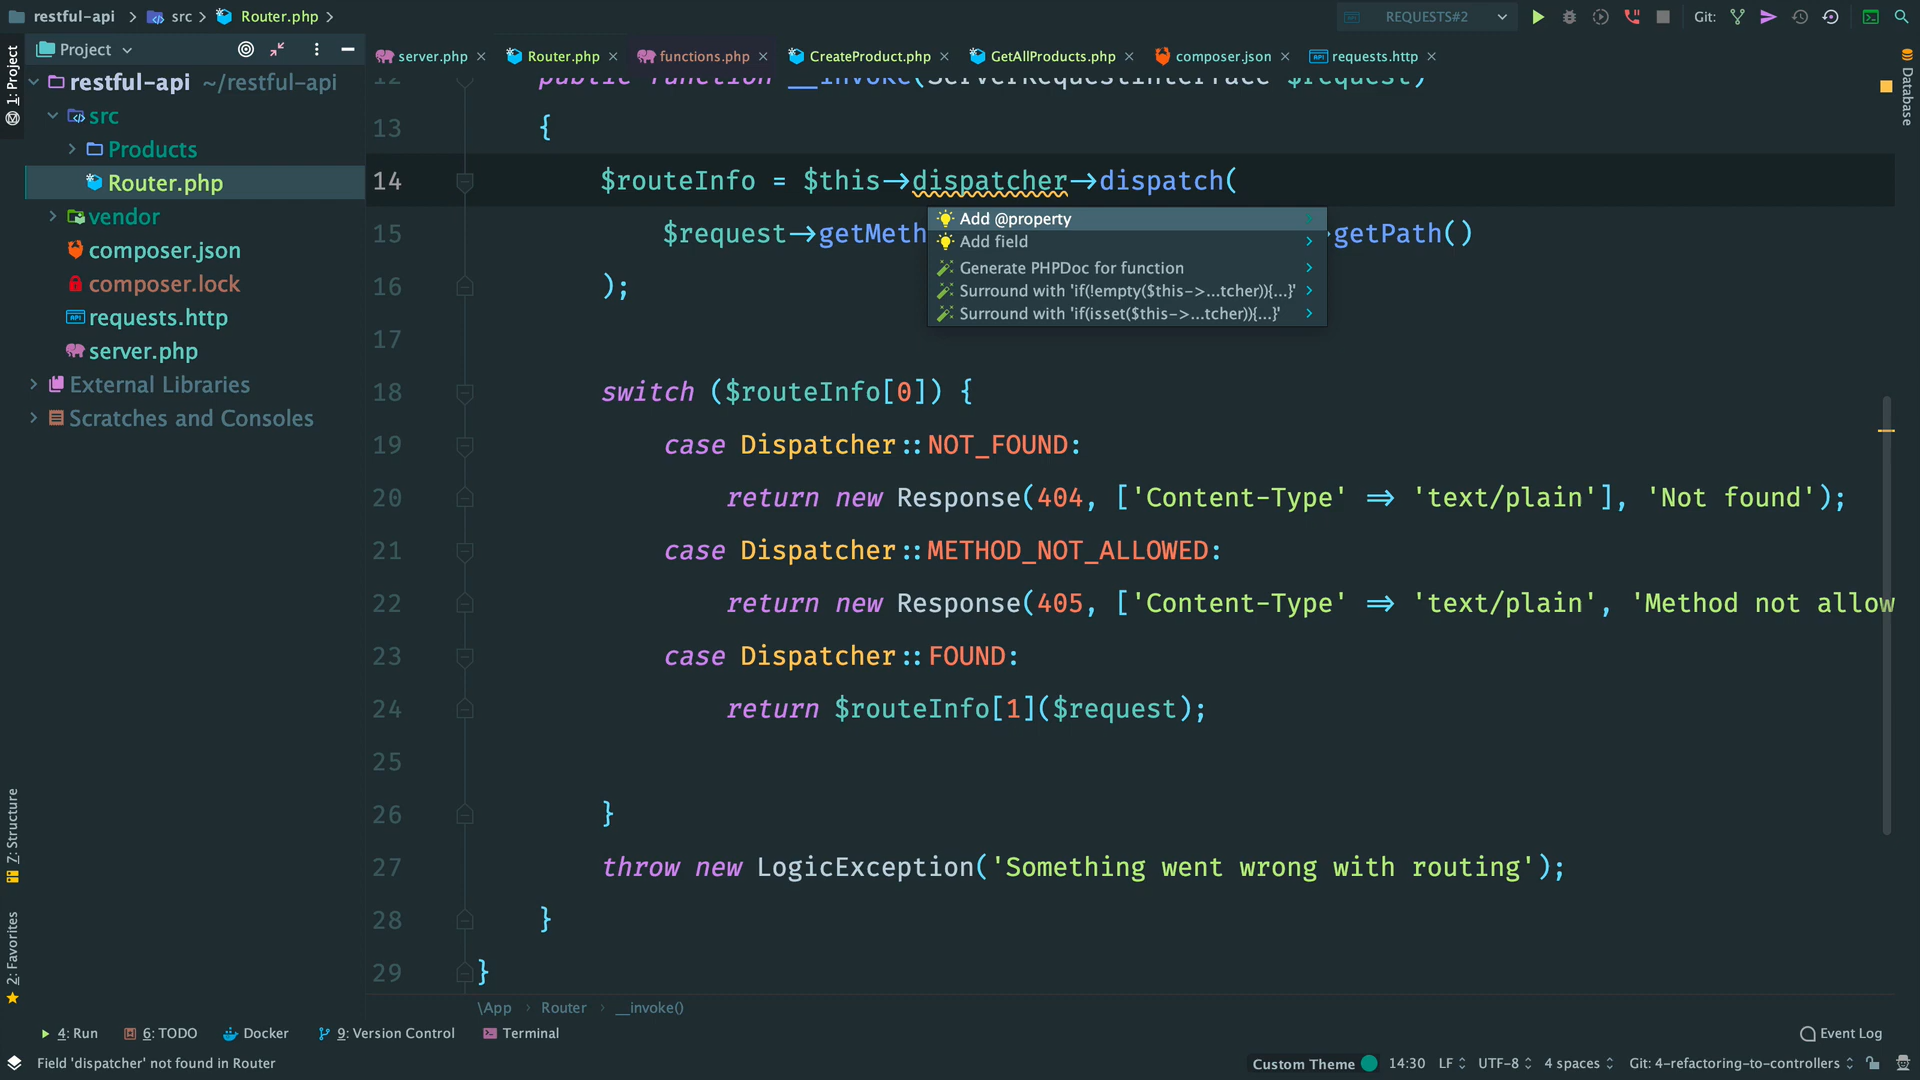 restful-api
src
Router.php
REQUESTS#2
Git:
Project
server.php
Router.php
functions.php
CreateProduct.php
GetAllProducts.php
composer.json
requests.http
1: Project
Database
restful-api ~/restful-api
src
Products
Router.php
vendor
composer.json
composer.lock
requests.http
server.php
External Libraries
Scratches and Consoles
12 public function __invoke(ServerRequestInterface $request)
13 {
14 $routeInfo = $this->dispatcher->dispatch(
Add @property
Add field
Generate PHPDoc for function
Surround with 'if(!empty($this->...tcher)){...}'
Surround with 'if(isset($this->...tcher)){...}'
15 $request->getMeth getPath()
16 );
17
18 switch ($routeInfo[0]) {
19 case Dispatcher::NOT_FOUND:
20 return new Response(404, ['Content-Type' => 'text/plain'], 'Not found');
21 case Dispatcher::METHOD_NOT_ALLOWED:
22 return new Response(405, ['Content-Type' => 'text/plain', 'Method not allow
23 case Dispatcher::FOUND:
24 return $routeInfo[1]($request);
25
26 }
27 throw new LogicException('Something went wrong with routing');
28 }
29 }
7: Structure
2: Favorites
\App
Router
__invoke()
4: Run
6: TODO
Docker
9: Version Control
Terminal
Event Log
Field 'dispatcher' not found in Router
Custom Theme
14:30
LF
UTF-8
4 spaces
Git: 4-refactoring-to-controllers